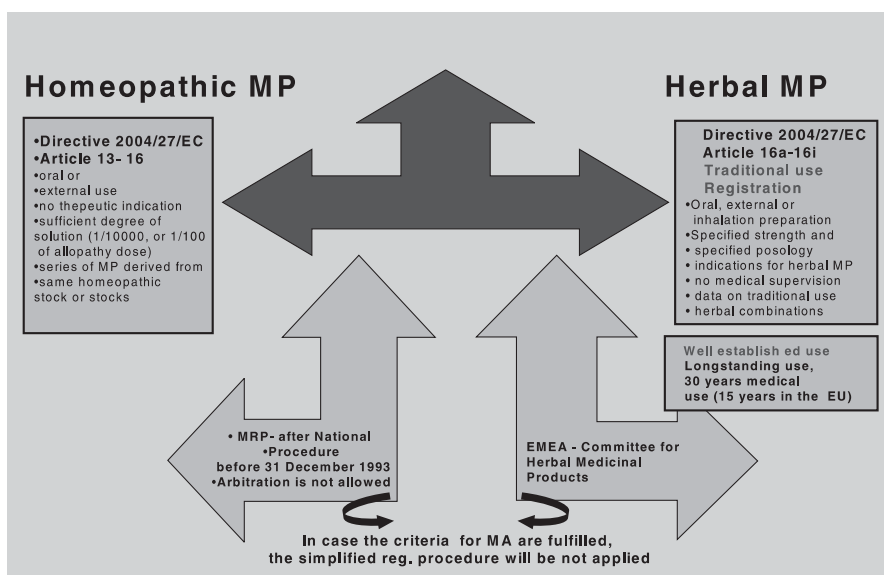 Homeopathic MP
•Directive 2004/27/EC
•Article 13- 16
•oral or
•external use
•no thepeutic indication
•sufficient degree of
solution (1/10000, or 1/100
of allopathy dose)
•series of MP derived from
•same homeopathic
stock or stocks
Herbal MP
Directive 2004/27/EC
Article 16a-16i
Traditional use
Registration
•Oral, external or
inhalation preparation
•Specified strength and
• specified posology
• indications for herbal MP
• no medical supervision
• data on traditional use
• herbal combinations
Well establish ed use
Longstanding use,
30 years medical
use (15 years in the EU)
• MRP- after National
•Procedure
before 31 December 1993
•Arbitration is not allowed
EMEA - Committee for
Herbal Medicinal
Products
In case the criteria for MA are fulfilled,
the simplified reg. procedure will be not applied